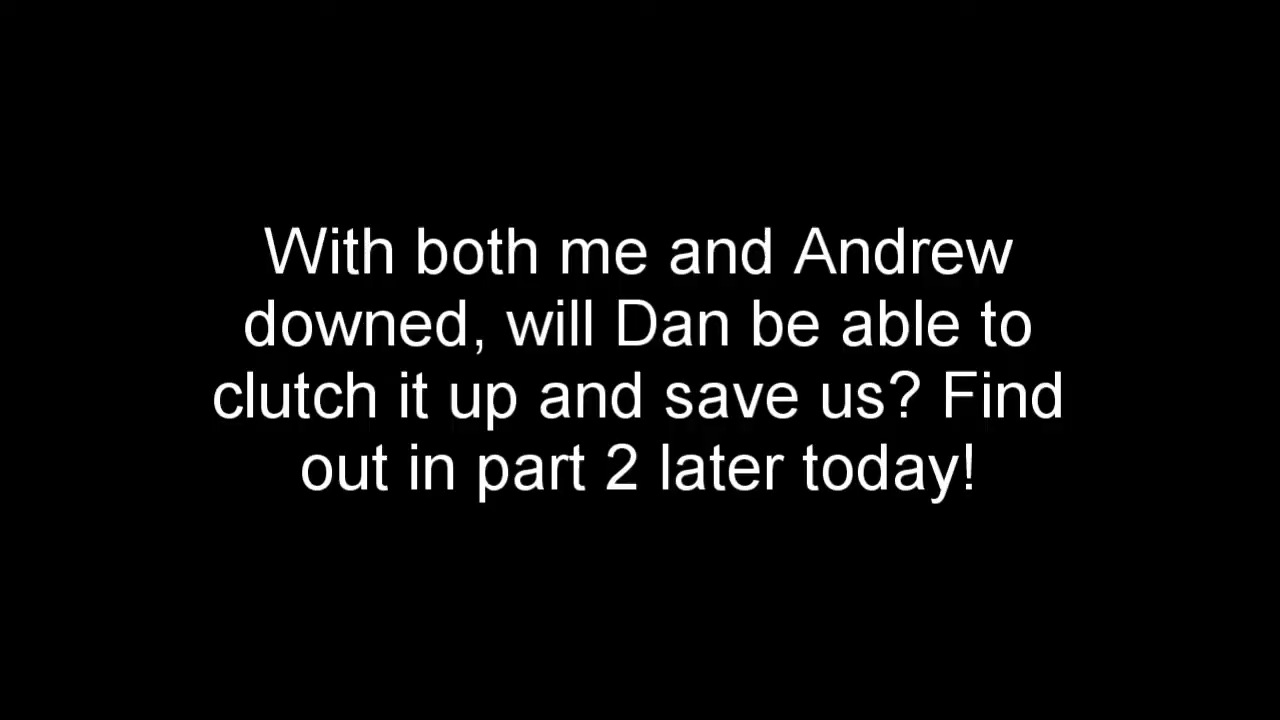 With both me and Andrew
downed, will Dan be able to
clutch it up and save us? Find
out in part 2 later today!